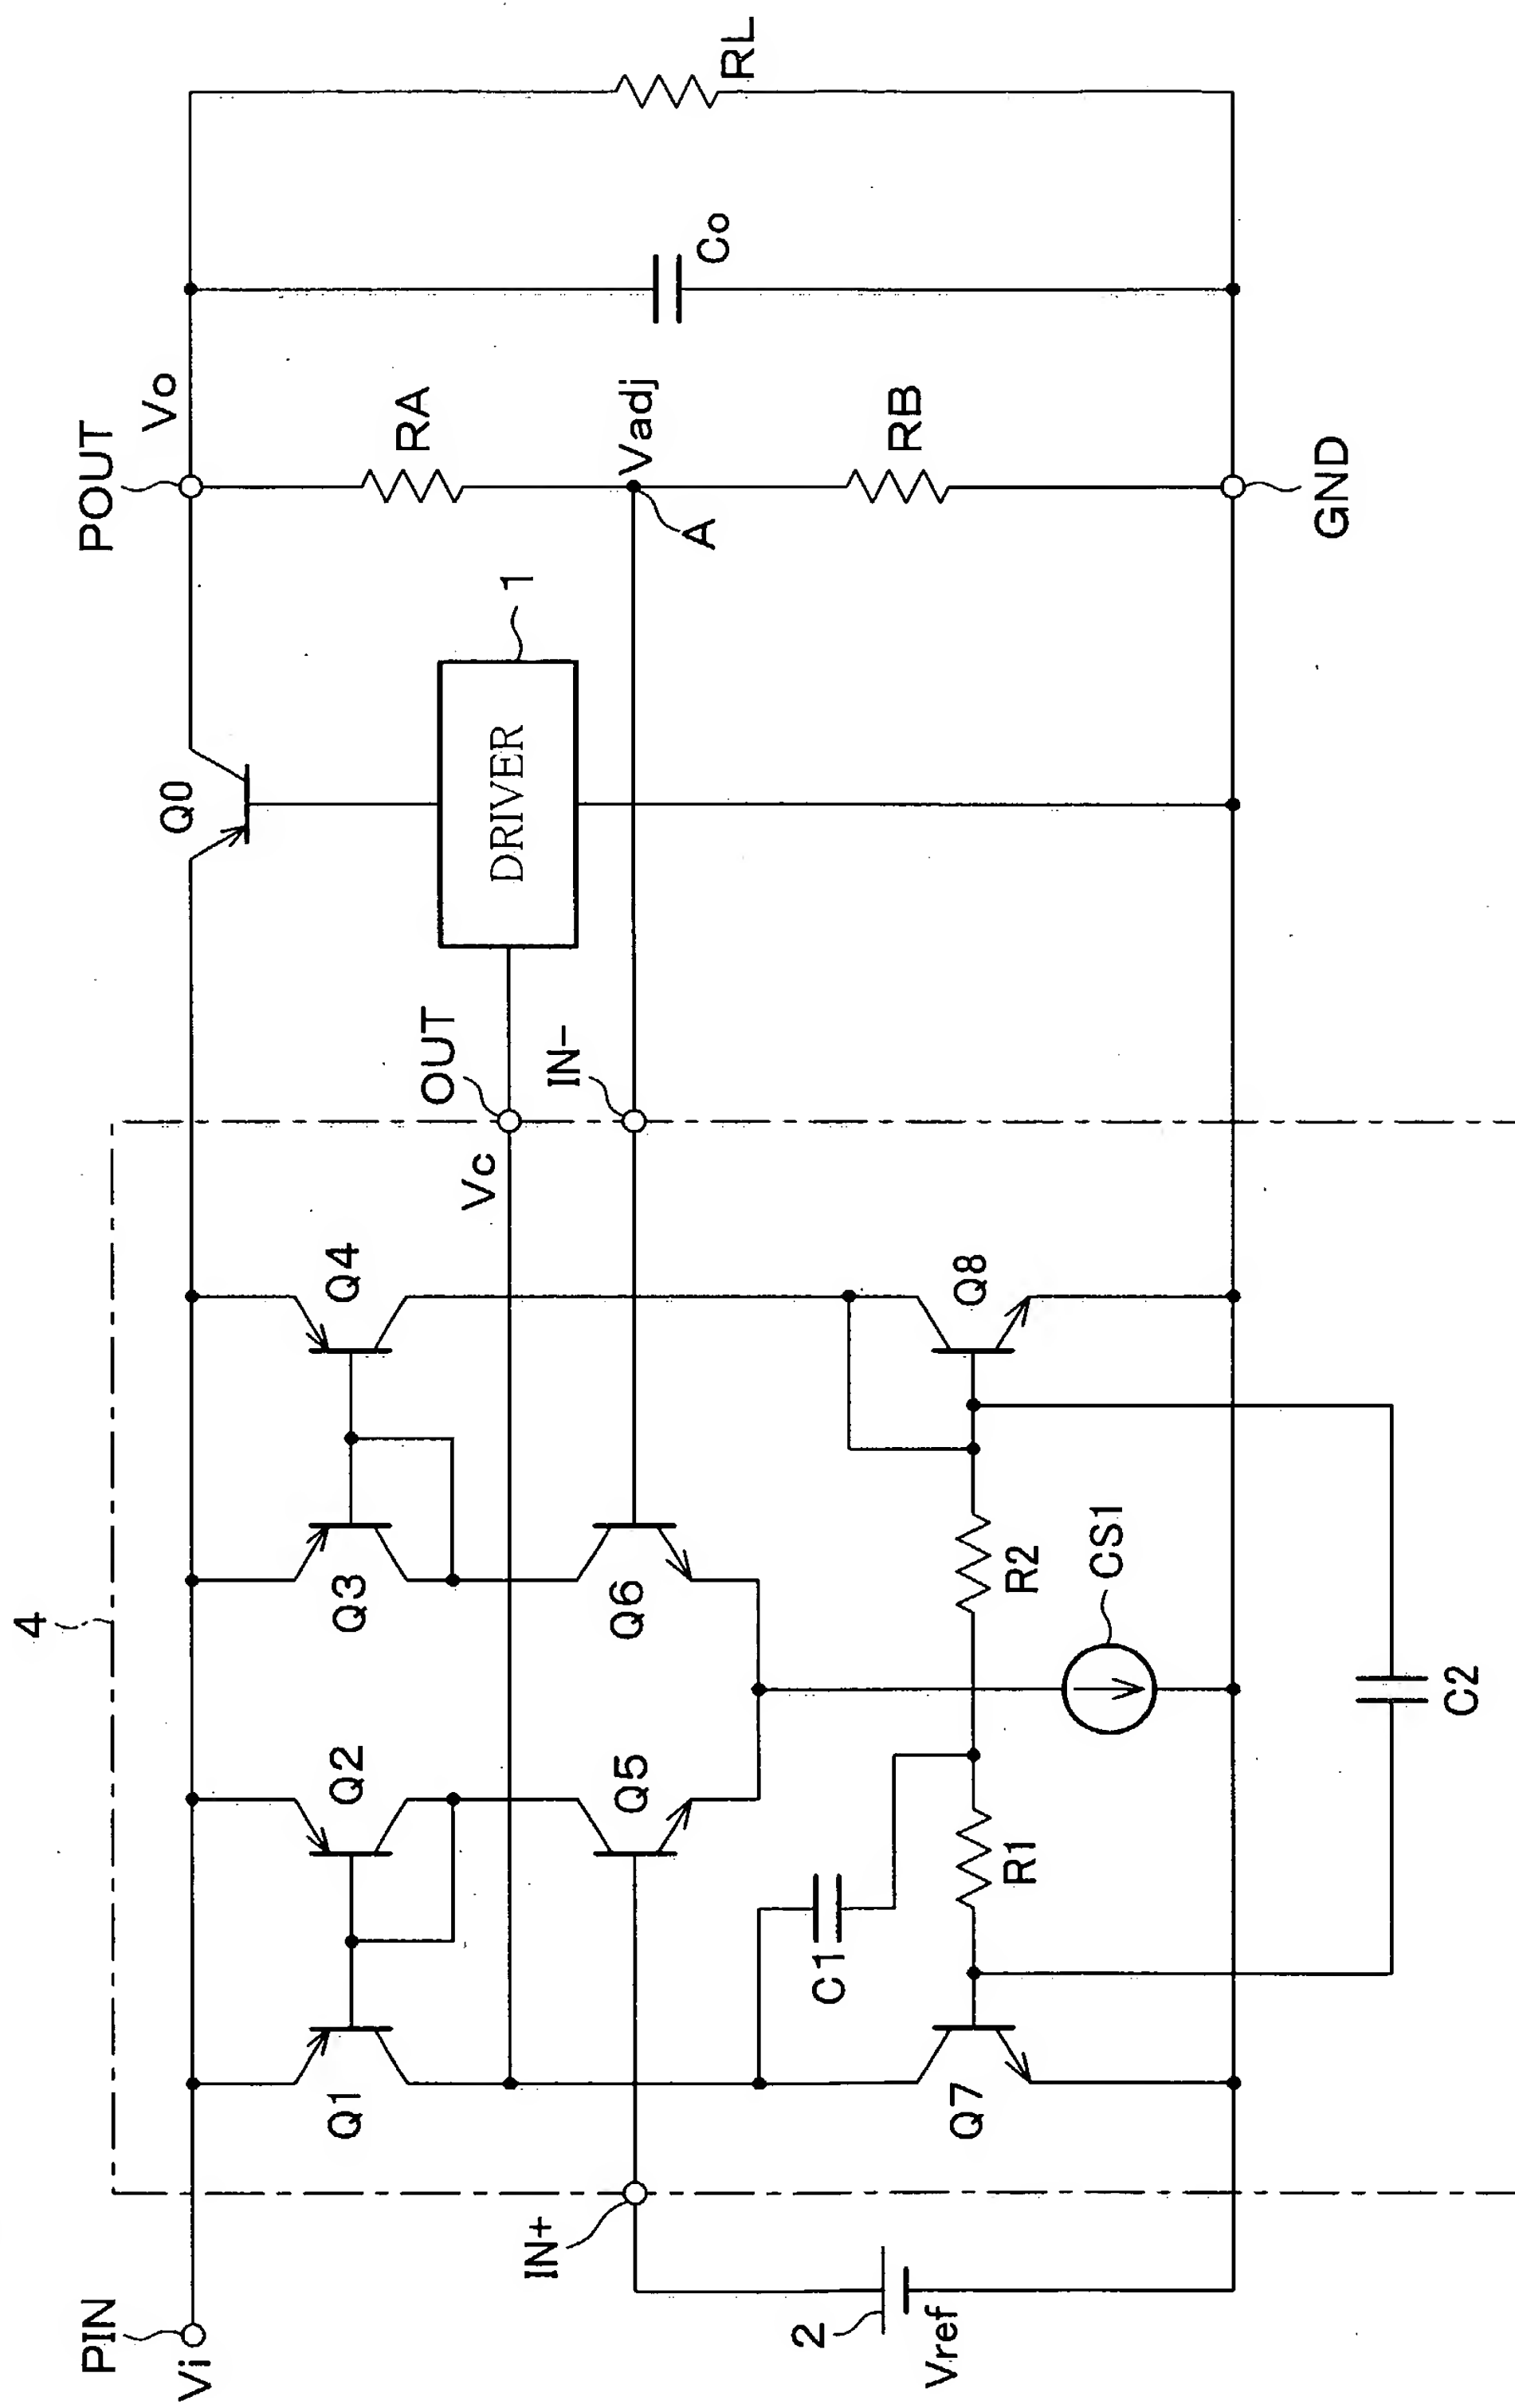 4
PIN
Vi
Q0
POUT
Vo
Q1
Q2
Q3
Q4
OUT
Vc
DRIVER
1
RA
RL
Co
IN+
Q5
Q6
IN-
A
Vadj
2
Vref
C1
Q7
R1
R2
Q8
RB
CS1
GND
C2